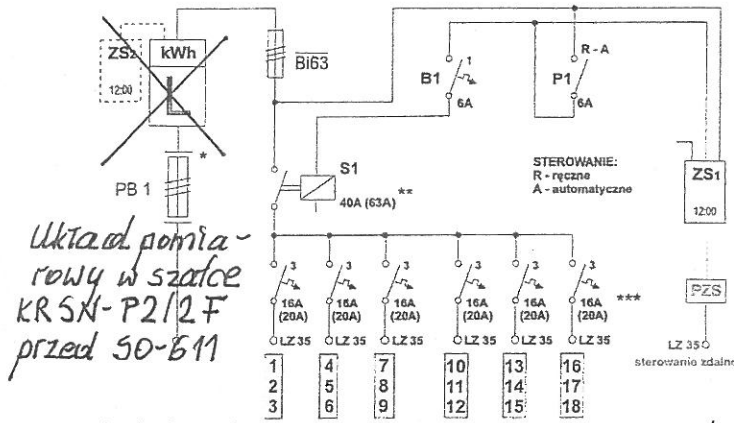 ZS2 kWh
12:00
L
*
PB 1
Bi63
B1 1
6A
P1 R - A
6A
S1
40A (63A) **
STEROWANIE:
R - ręczne
A - automatyczne
ZS1
12:00
PZS
LZ 35
sterowanie zdalne
Układ pomia-
rowy w szafce
KRSN-P2/2F
przed SO-611
3 3 3 3 3 3
16A 16A 16A 16A 16A 16A ***
(20A) (20A) (20A) (20A) (20A) (20A)
LZ 35 LZ 35 LZ 35 LZ 35 LZ 35 LZ 35
1 4 7 10 13 16
2 5 8 11 14 17
3 6 9 12 15 18